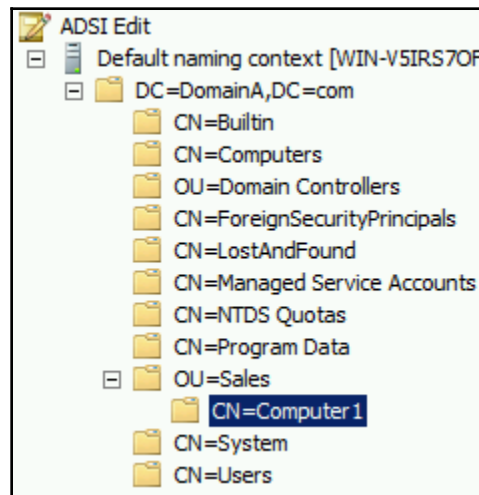 ADSI Edit
Default naming context [WIN-V5IRS7OF
DC=DomainA,DC=com
CN=Builtin
CN=Computers
OU=Domain Controllers
CN=ForeignSecurityPrincipals
CN=LostAndFound
CN=Managed Service Accounts
CN=NTDS Quotas
CN=Program Data
OU=Sales
CN=Computer1
CN=System
CN=Users